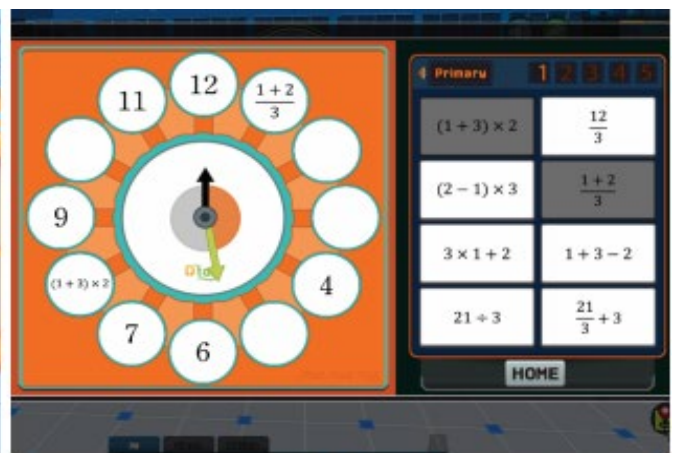 12
1 + 2
3
11
9
4
(1 + 3) × 2
7
6
Primary
1 2 3 4 5
(1 + 3) × 2
12
3
(2 − 1) × 3
1 + 2
3
3 × 1 + 2
1 + 3 − 2
21 ÷ 3
21
3
+ 3
HOME